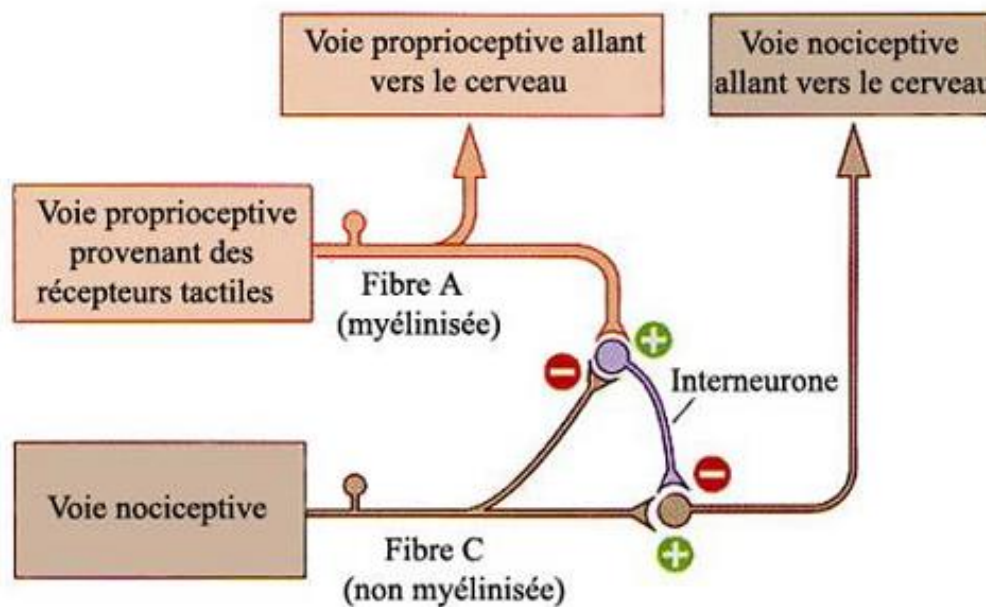 Voie proprioceptive allant
vers le cerveau
Voie nociceptive
allant vers le cerveau
Voie proprioceptive
provenant des
récepteurs tactiles
Fibre A
(myélinisée)
Interneurone
Voie nociceptive
Fibre C
(non myélinisée)